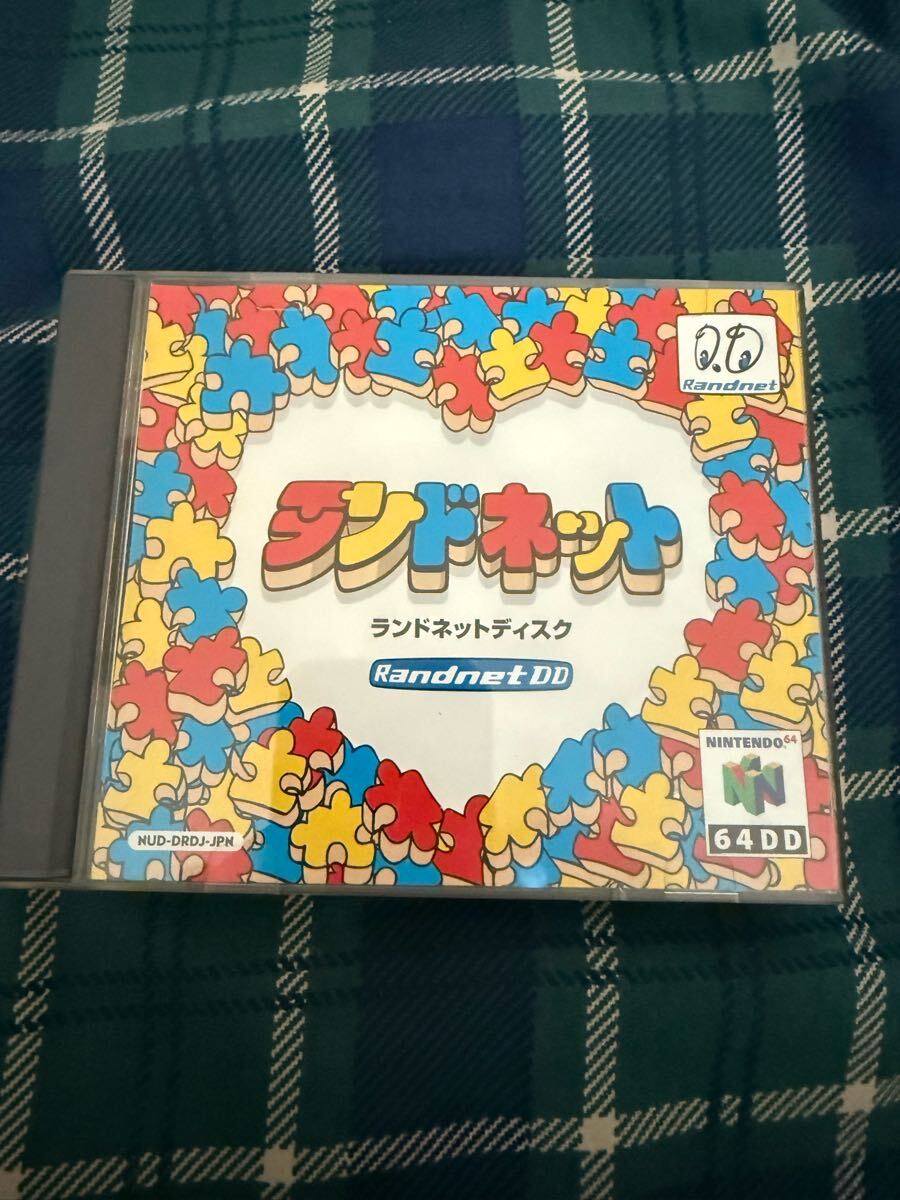 Randnet
ランドネット
ランドネットディスク
Randnet DD
NINTENDO64
64DD
NUD-DRDJ-JPN